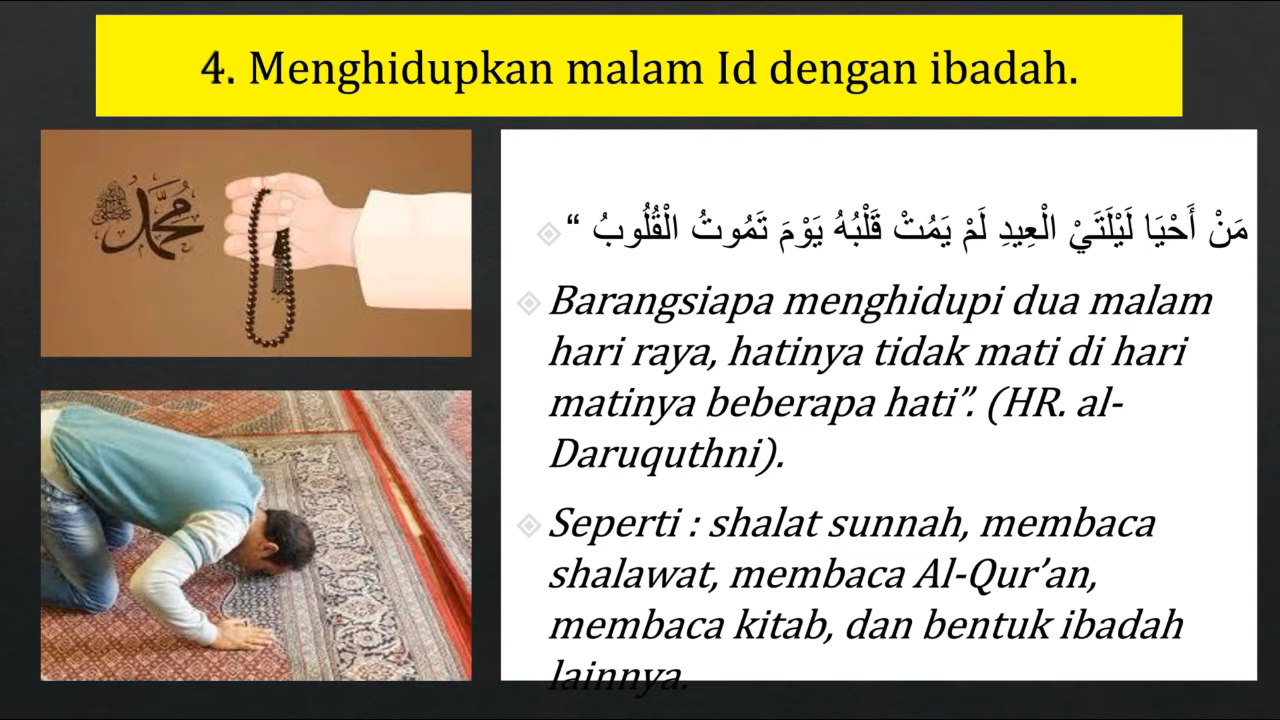 4. Menghidupkan malam Id dengan ibadah.
محمد
مَنْ أَحْيَا لَيْلَتَيْ الْعِيدِ لَمْ يَمُتْ قَلْبُهُ يَوْمَ تَمُوتُ الْقُلُوبُ “
Barangsiapa menghidupi dua malam
hari raya, hatinya tidak mati di hari
matinya beberapa hati”. (HR. al-
Daruquthni).
Seperti : shalat sunnah, membaca
shalawat, membaca Al-Qur’an,
membaca kitab, dan bentuk ibadah
lainnya.